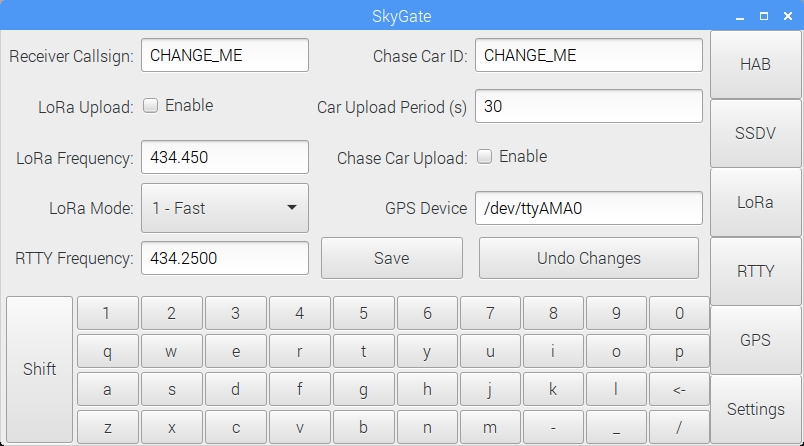 SkyGate
Receiver Callsign: CHANGE_ME Chase Car ID: CHANGE_ME HAB
LoRa Upload: Enable Car Upload Period (s) 30 SSDV
LoRa Frequency: 434.450 Chase Car Upload: Enable
LoRa Mode: 1 - Fast GPS Device /dev/ttyAMA0 LoRa
RTTY Frequency: 434.2500 Save Undo Changes RTTY
1 2 3 4 5 6 7 8 9 0
q w e r t y u i o p GPS
Shift
a s d f g h j k l <-
z x c v b n m - _ / Settings